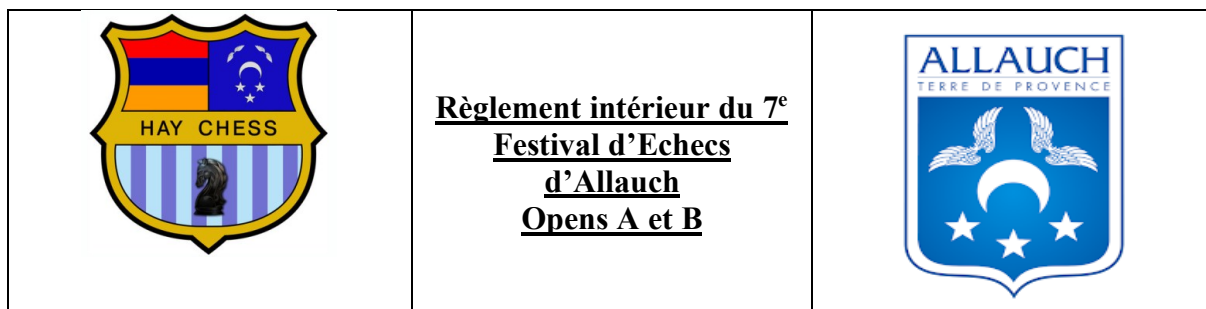 HAY CHESS
Règlement intérieur du 7e
Festival d’Echecs
d’Allauch
Opens A et B
ALLAUCH
TERRE DE PROVENCE